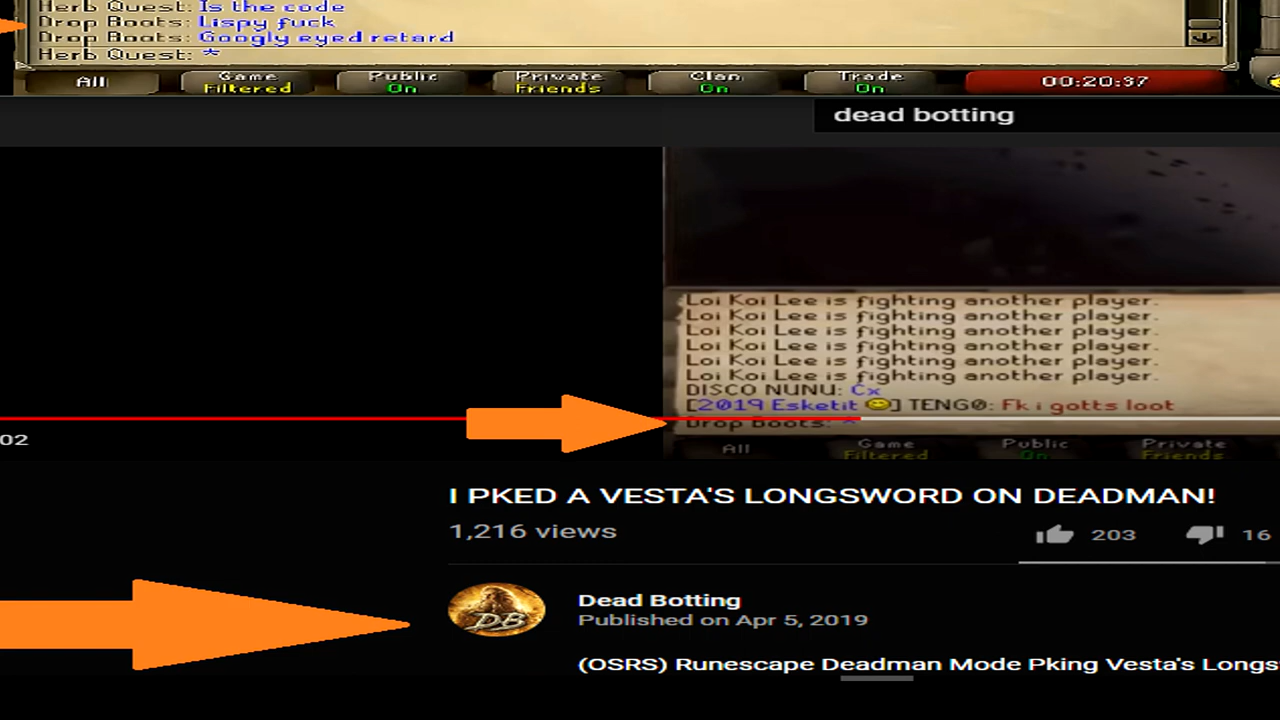 Herb Quest: Is the code
Drop Boots: Lispy fuck
Drop Boots: Googly eyed retard
Herb Quest: *
All
Game
Filtered
Public
On
Private
Friends
Clan
On
Trade
On
00:20:37
dead botting
Loi Koi Lee is fighting another player.
Loi Koi Lee is fighting another player.
Loi Koi Lee is fighting another player.
Loi Koi Lee is fighting another player.
Loi Koi Lee is fighting another player.
Loi Koi Lee is fighting another player.
DISCO NUNU: Cx
[2019 Esketit 😊] TENG0: Fk i gotts loot
Drop Boots: *
02
All
Game
Filtered
Public
On
Private
Friends
I PKED A VESTA'S LONGSWORD ON DEADMAN!
1,216 views
203
16
DB
Dead Botting
Published on Apr 5, 2019
(OSRS) Runescape Deadman Mode Pking Vesta's Longs